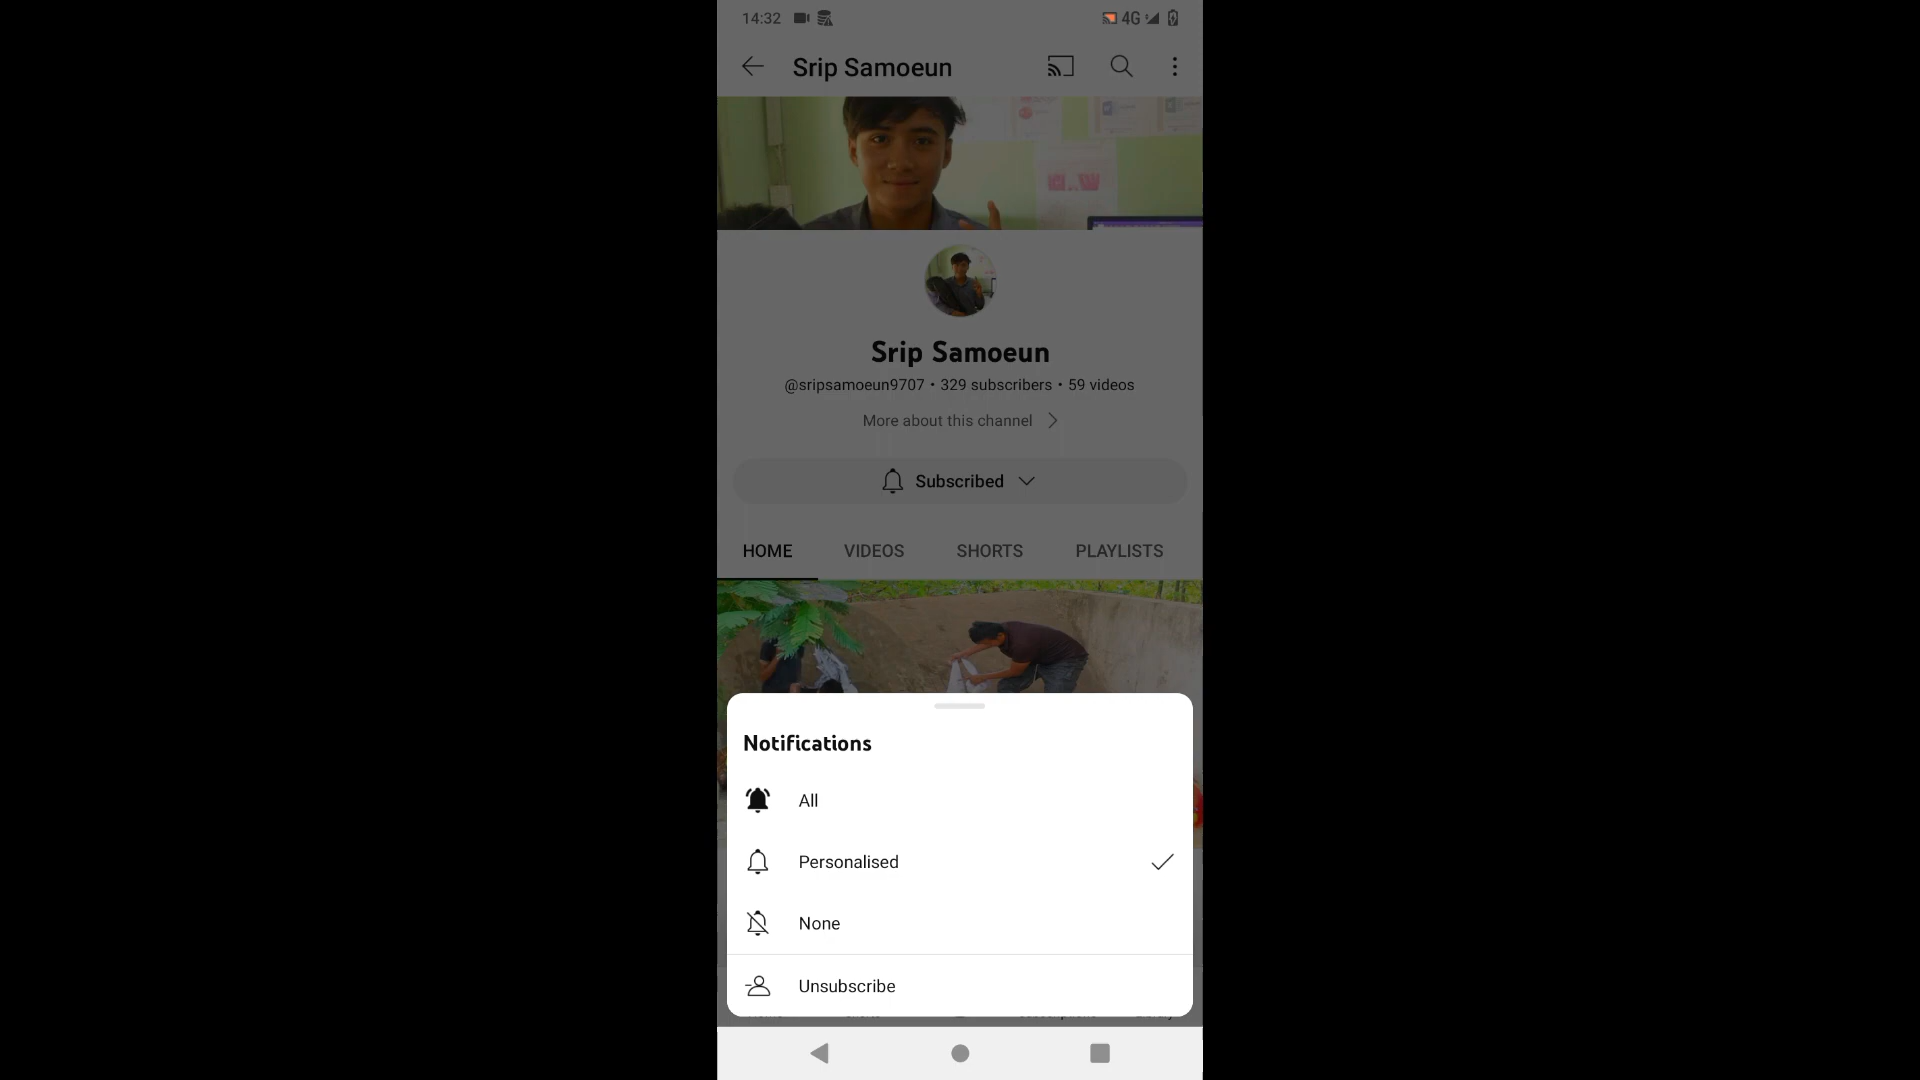 14:32
4G
Srip Samoeun
Srip Samoeun
@sripsamoeun9707 • 329 subscribers • 59 videos
More about this channel
Subscribed
HOME VIDEOS SHORTS PLAYLISTS
Notifications
All
Personalised
None
Unsubscribe